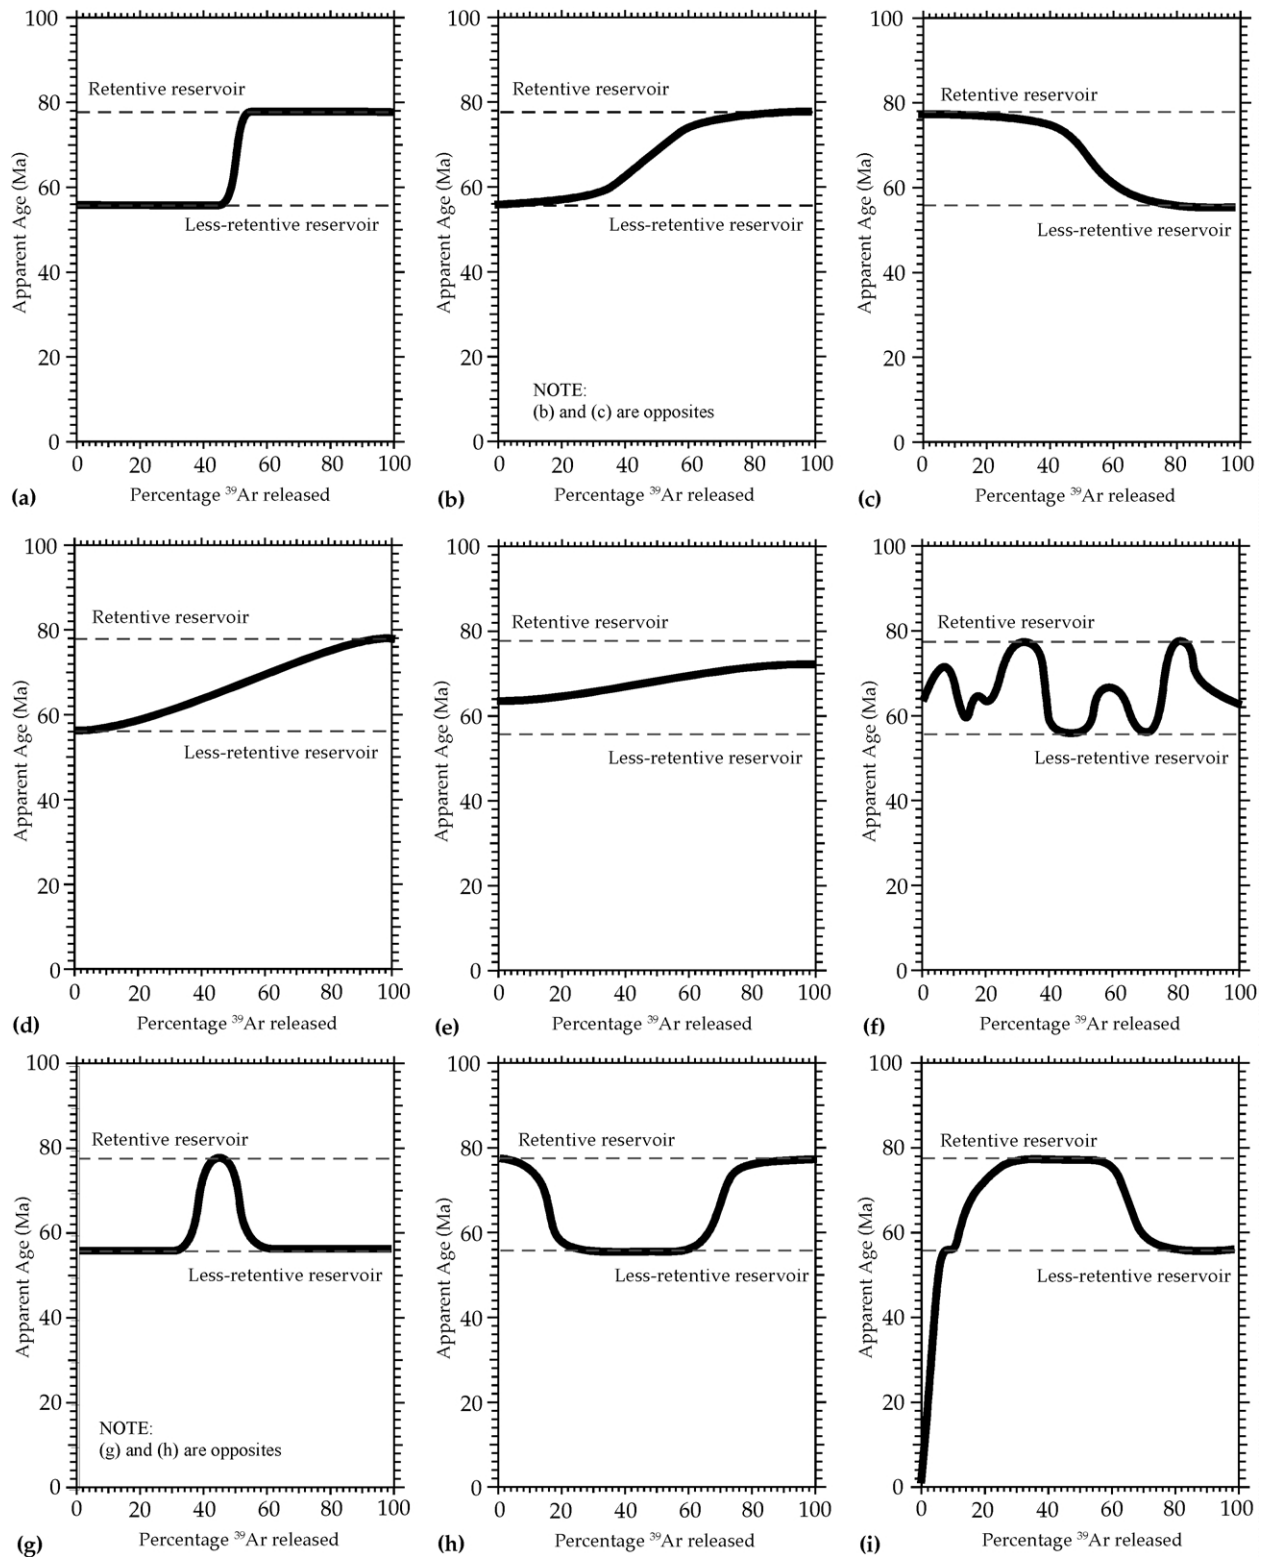 100
80
60
40
20
0
Apparent Age (Ma)
Retentive reservoir
Less-retentive reservoir
0 20 40 60 80 100
(a)
Percentage ³⁹Ar released
100
80
60
40
20
0
Apparent Age (Ma)
Retentive reservoir
Less-retentive reservoir
NOTE:
(b) and (c) are opposites
0 20 40 60 80 100
(b)
Percentage ³⁹Ar released
100
80
60
40
20
0
Apparent Age (Ma)
Retentive reservoir
Less-retentive reservoir
0 20 40 60 80 100
(c)
Percentage ³⁹Ar released
100
80
60
40
20
0
Apparent Age (Ma)
Retentive reservoir
Less-retentive reservoir
0 20 40 60 80 100
(d)
Percentage ³⁹Ar released
100
80
60
40
20
0
Apparent Age (Ma)
Retentive reservoir
Less-retentive reservoir
0 20 40 60 80 100
(e)
Percentage ³⁹Ar released
100
80
60
40
20
0
Apparent Age (Ma)
Retentive reservoir
Less-retentive reservoir
0 20 40 60 80 100
(f)
Percentage ³⁹Ar released
100
80
60
40
20
0
Apparent Age (Ma)
Retentive reservoir
Less-retentive reservoir
NOTE:
(g) and (h) are opposites
0 20 40 60 80 100
(g)
Percentage ³⁹Ar released
100
80
60
40
20
0
Apparent Age (Ma)
Retentive reservoir
Less-retentive reservoir
0 20 40 60 80 100
(h)
Percentage ³⁹Ar released
100
80
60
40
20
0
Apparent Age (Ma)
Retentive reservoir
Less-retentive reservoir
0 20 40 60 80 100
(i)
Percentage ³⁹Ar released